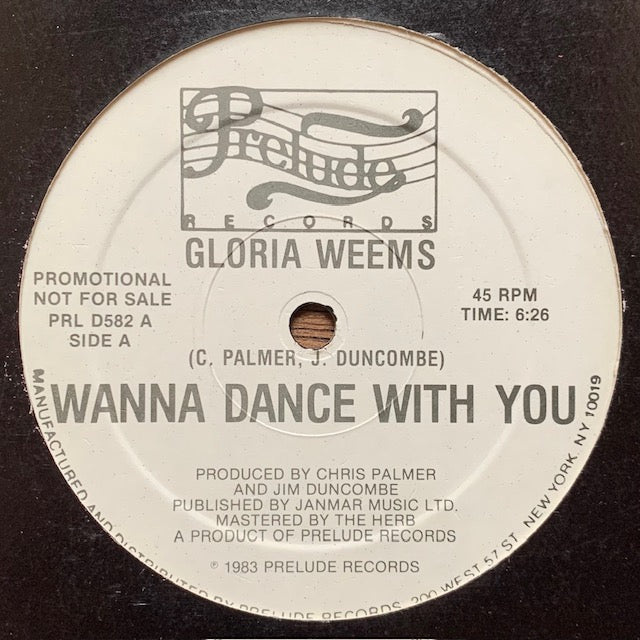 Prelude
RECORDS
GLORIA WEEMS
PROMOTIONAL
NOT FOR SALE
PRL D582 A
SIDE A
45 RPM
TIME: 6:26
(C. PALMER, J. DUNCOMBE)
WANNA DANCE WITH YOU
PRODUCED BY CHRIS PALMER
AND JIM DUNCOMBE
PUBLISHED BY JANMAR MUSIC LTD.
MASTERED BY THE HERB
A PRODUCT OF PRELUDE RECORDS
℗ 1983 PRELUDE RECORDS
MANUFACTURED AND DISTRIBUTED BY PRELUDE RECORDS, 200 WEST 57 ST. NEW YORK. NY 10019